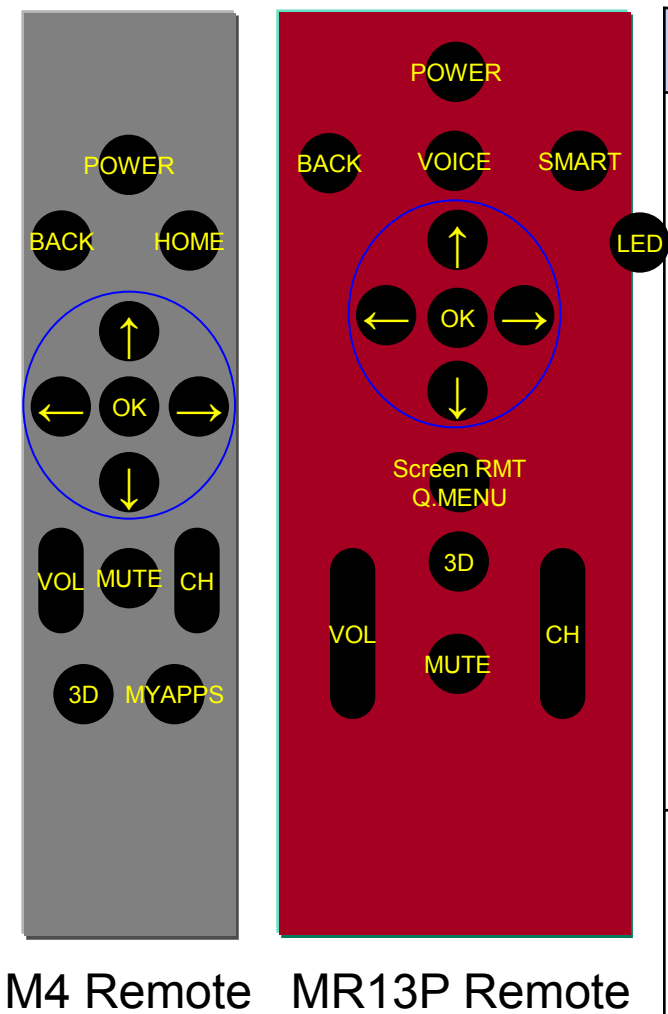 POWER
BACK HOME
↑
← OK →
↓
VOL MUTE CH
3D MYAPPS
M4 Remote
POWER
BACK VOICE SMART
LED
↑
← OK →
↓
Screen RMT
Q.MENU
3D
VOL CH
MUTE
MR13P Remote